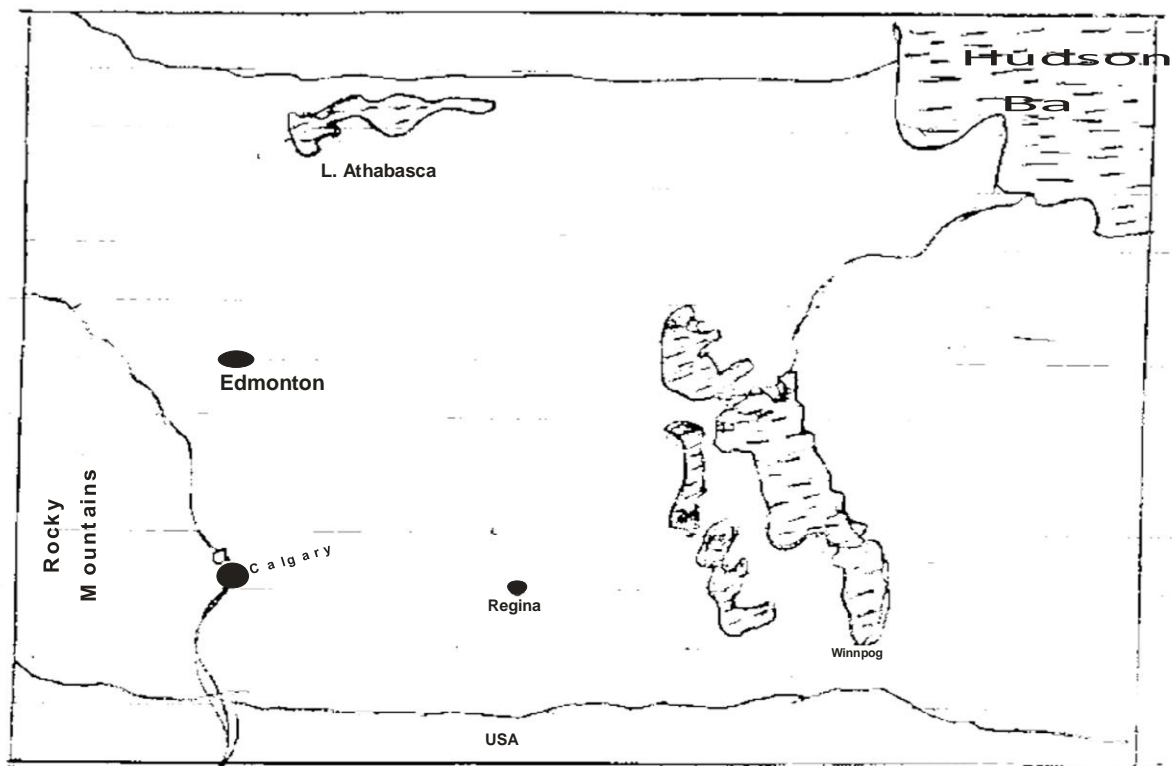 Hudson
Ba
L. Athabasca
Edmonton
Rocky
Mountains
Calgary
Regina
Winnpog
USA